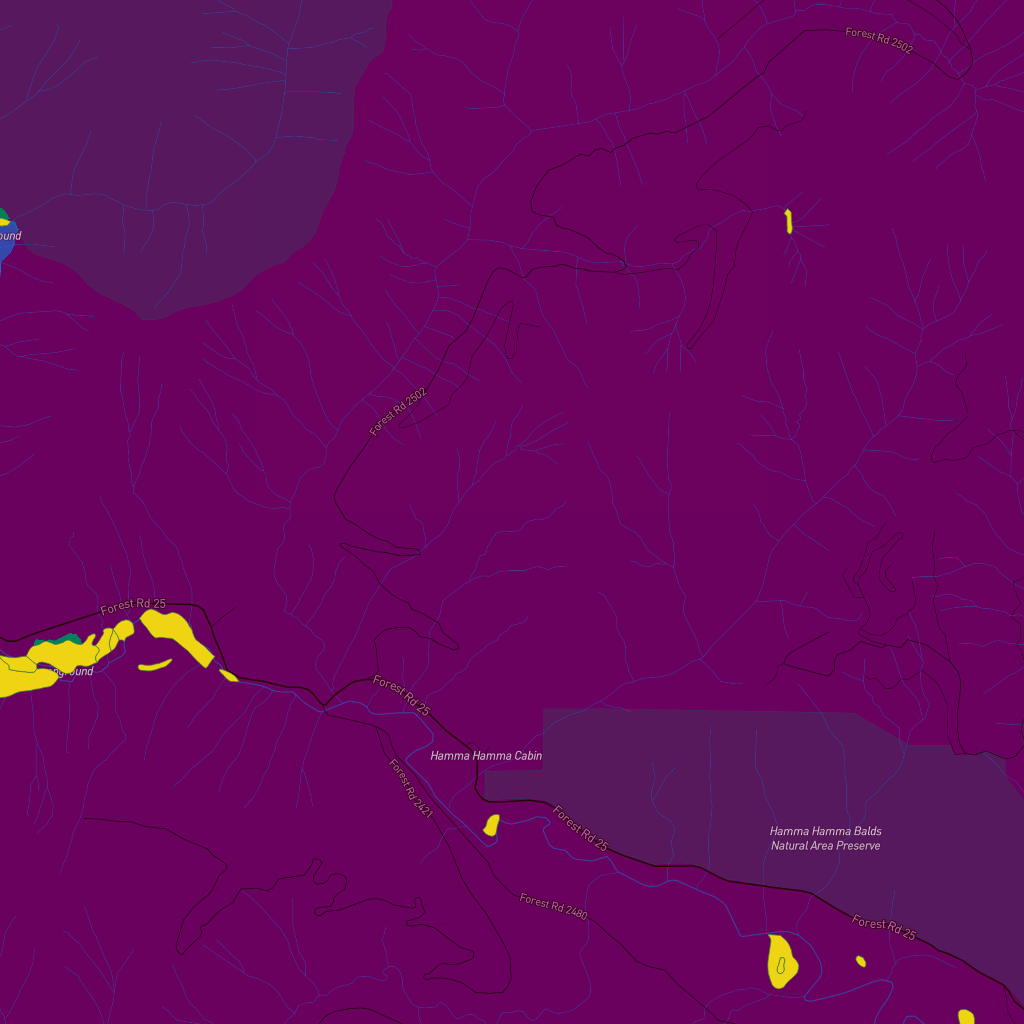 Forest Rd 2502
ound
Forest Rd 2502
Forest Rd 25
Forest Rd 25
Hamma Hamma Cabin
Forest Rd 2421
Forest Rd 25
Hamma Hamma Balds
Natural Area Preserve
Forest Rd 2480
Forest Rd 25